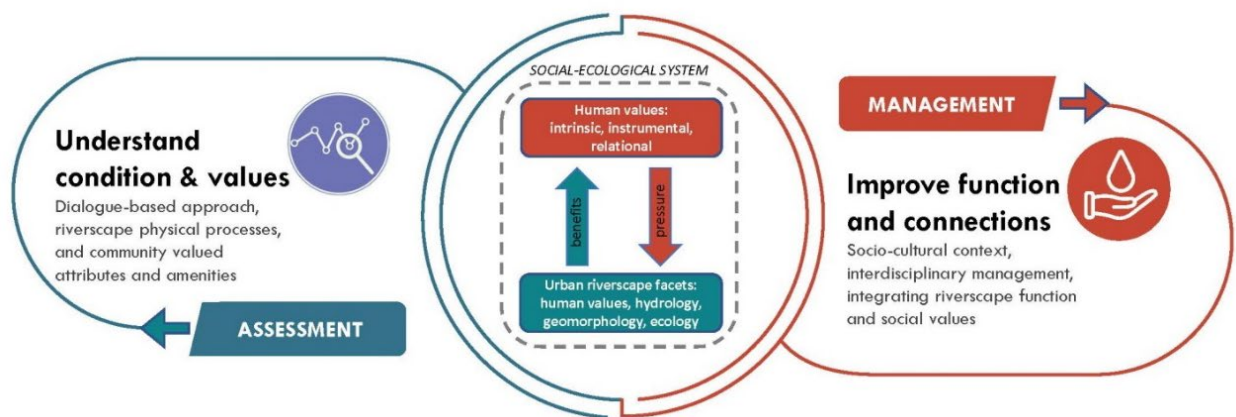 SOCIAL-ECOLOGICAL SYSTEM
Human values:
intrinsic, instrumental,
relational
benefits
pressure
Urban riverscape facets:
human values, hydrology,
geomorphology, ecology
Understand
condition & values
Dialogue-based approach,
riverscape physical processes,
and community valued
attributes and amenities
ASSESSMENT
MANAGEMENT
Improve function
and connections
Socio-cultural context,
interdisciplinary management,
integrating riverscape function
and social values